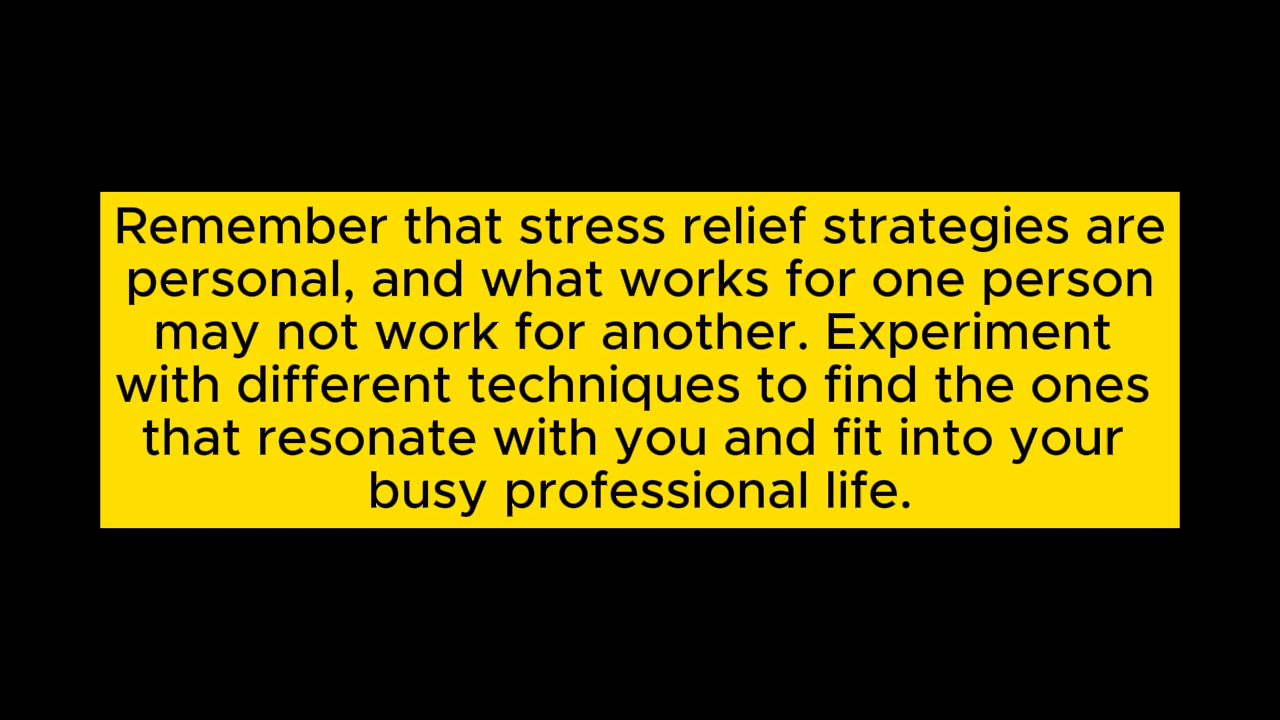 Remember that stress relief strategies are
personal, and what works for one person
may not work for another. Experiment
with different techniques to find the ones
that resonate with you and fit into your
busy professional life.